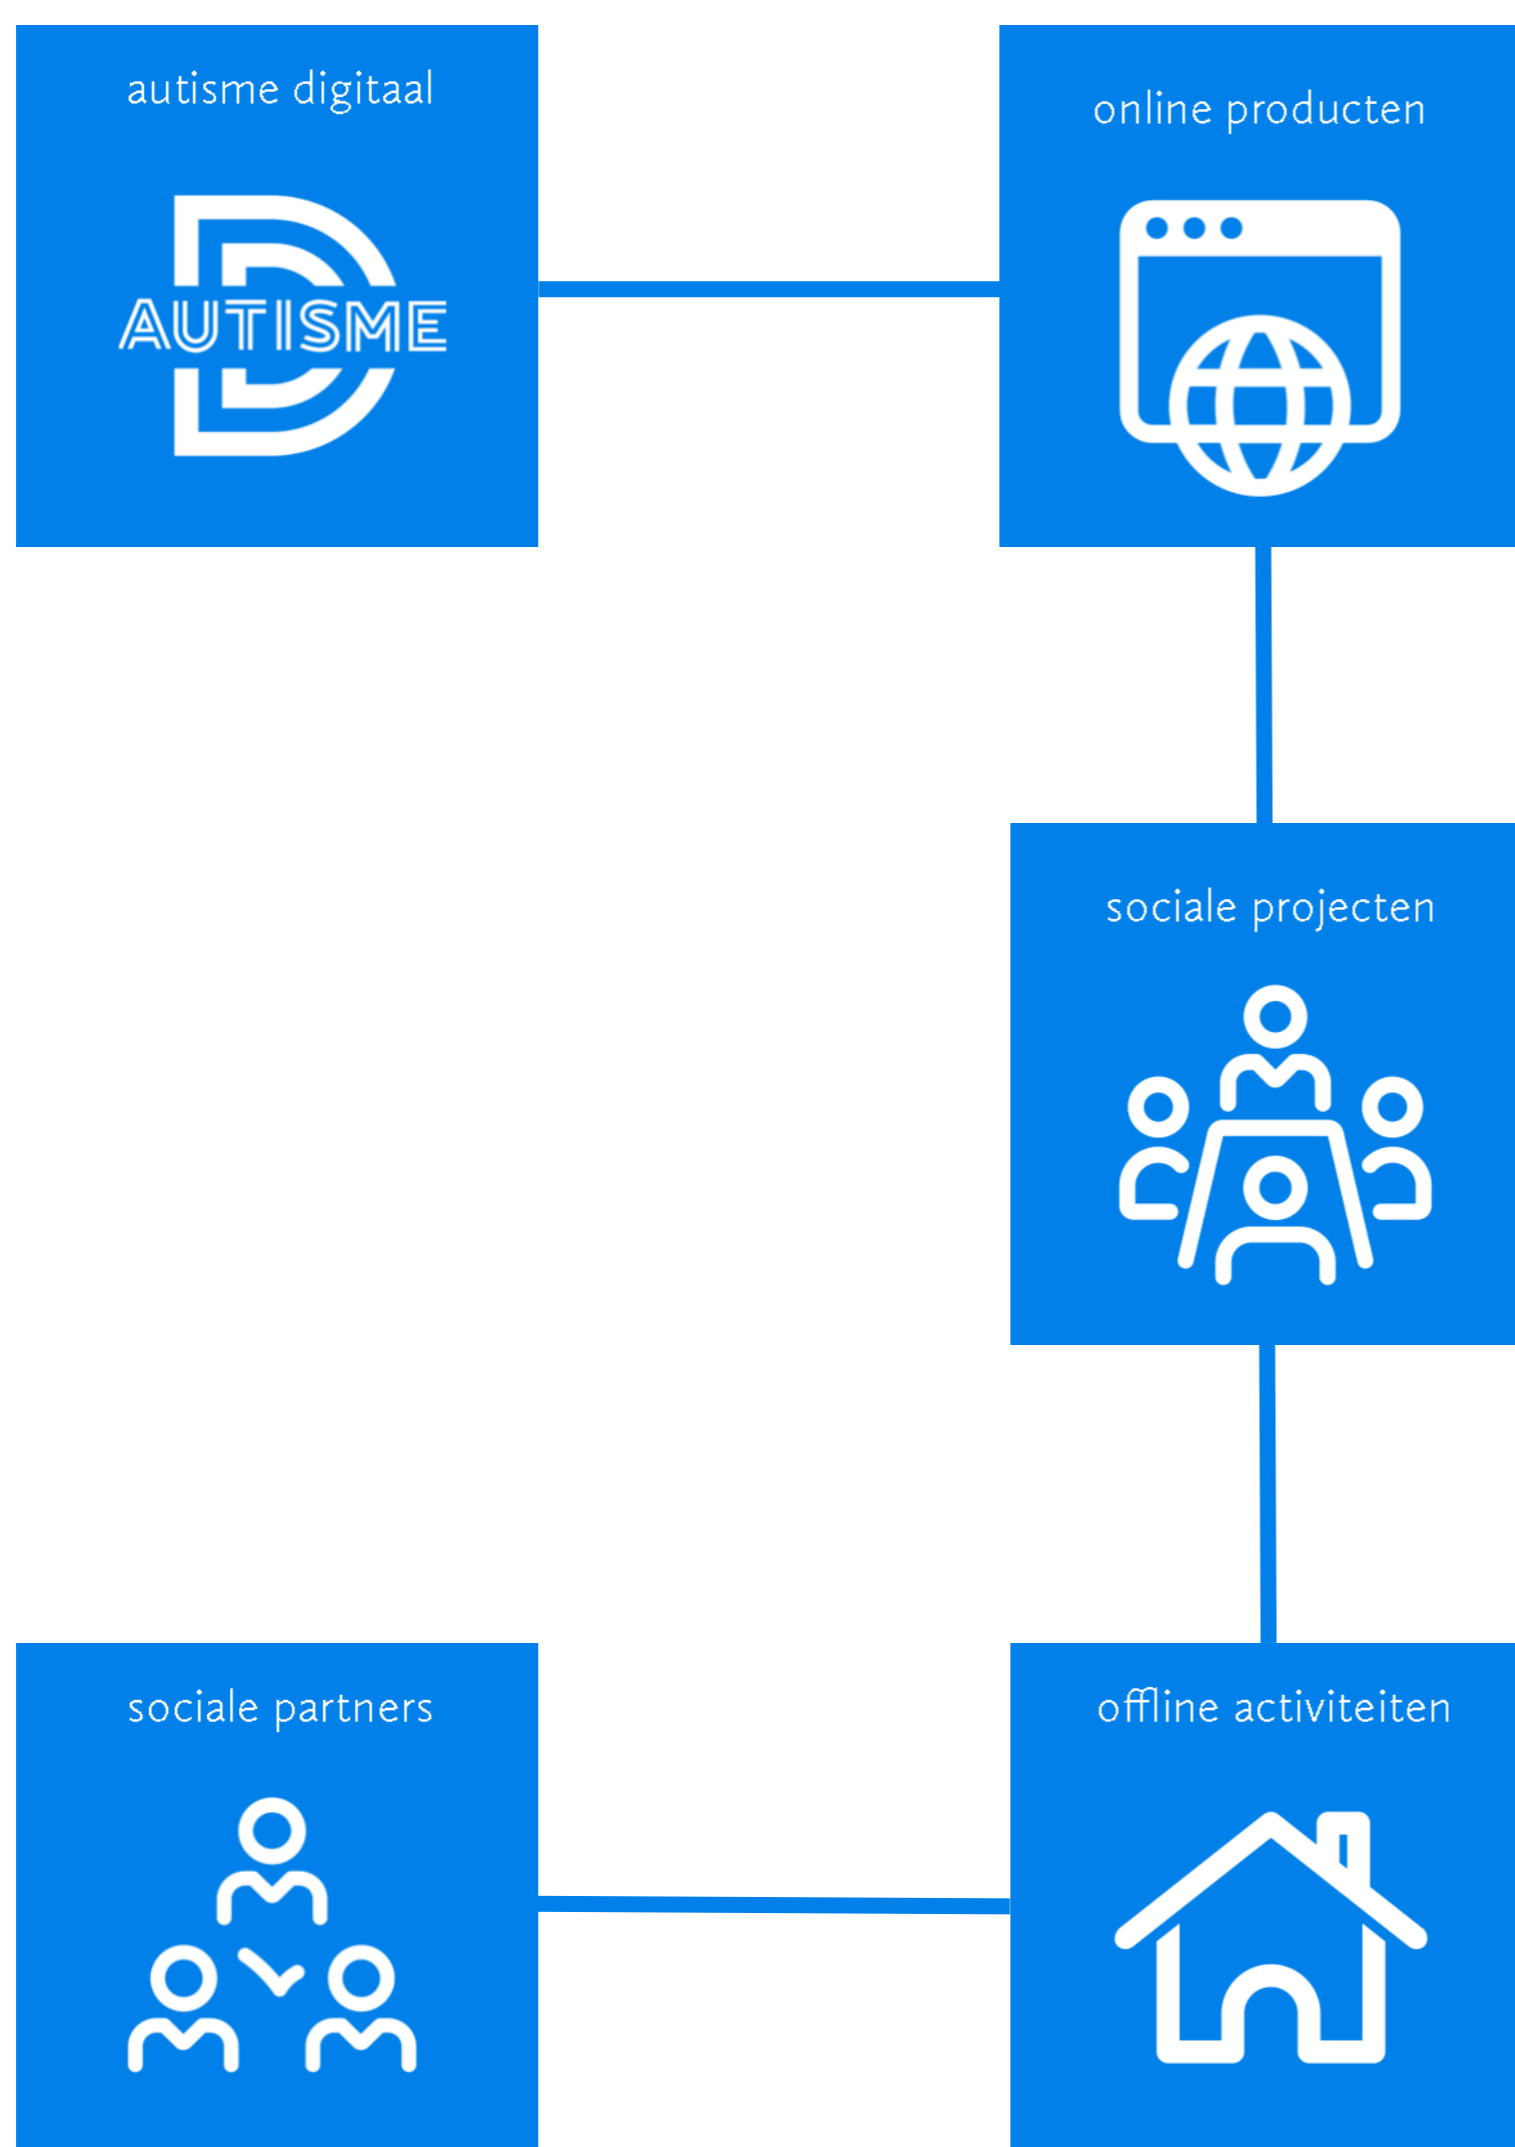 autisme digitaal
AUTISME
online producten
sociale projecten
sociale partners
offline activiteiten